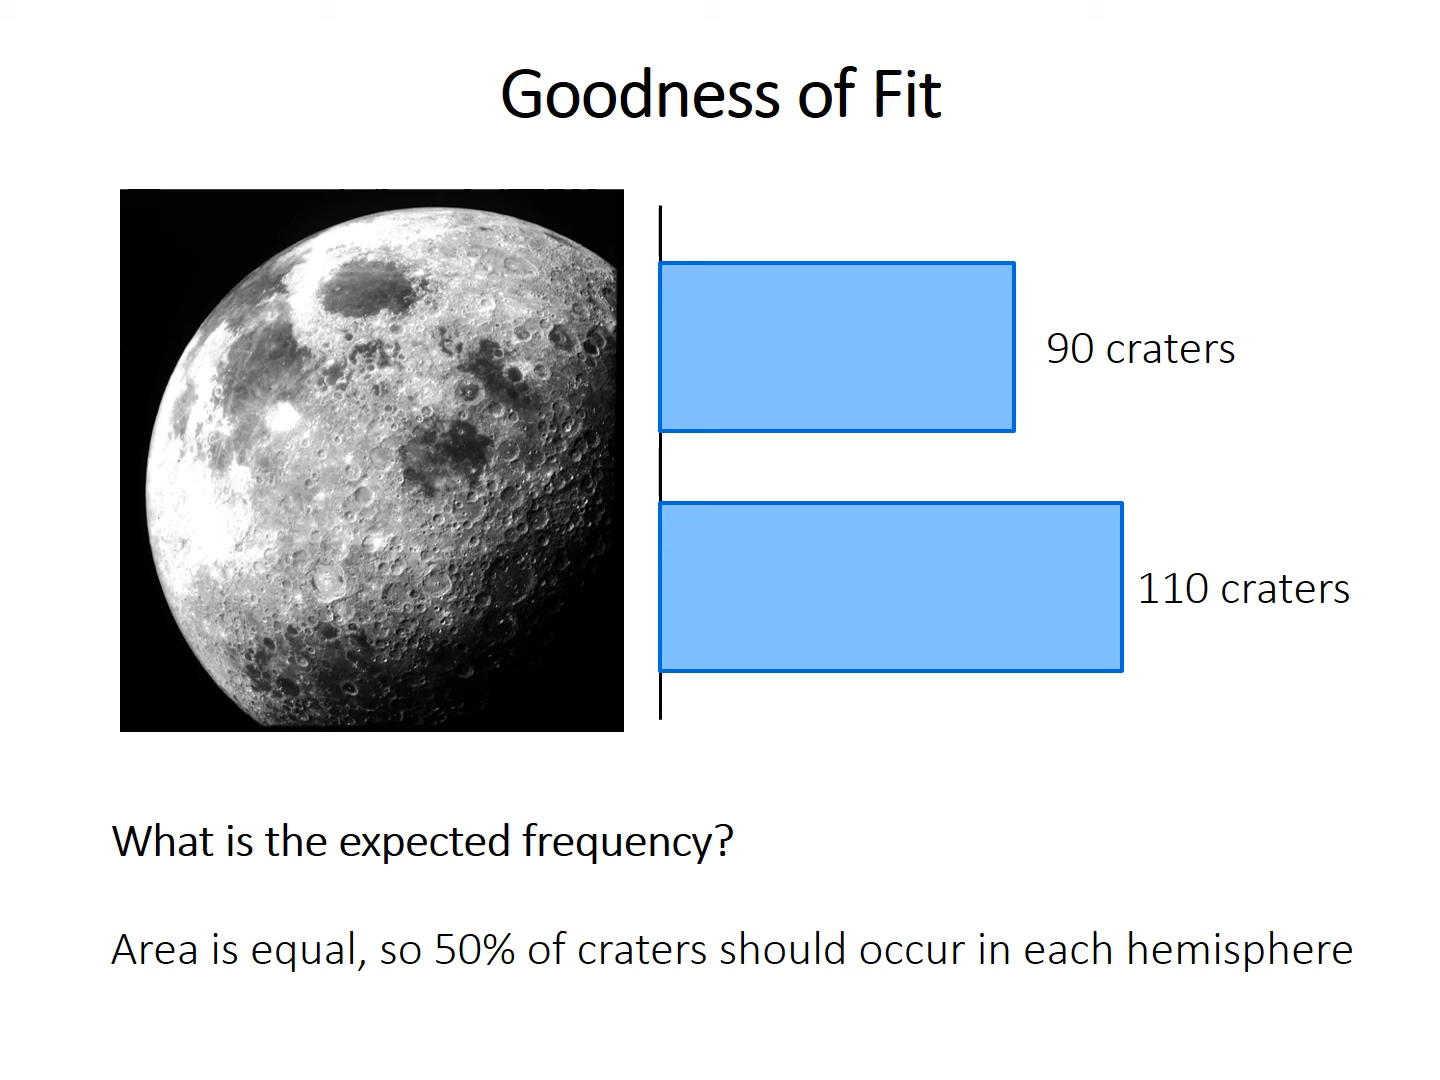 Goodness of Fit
90 craters
110 craters
What is the expected frequency?
Area is equal, so 50% of craters should occur in each hemisphere